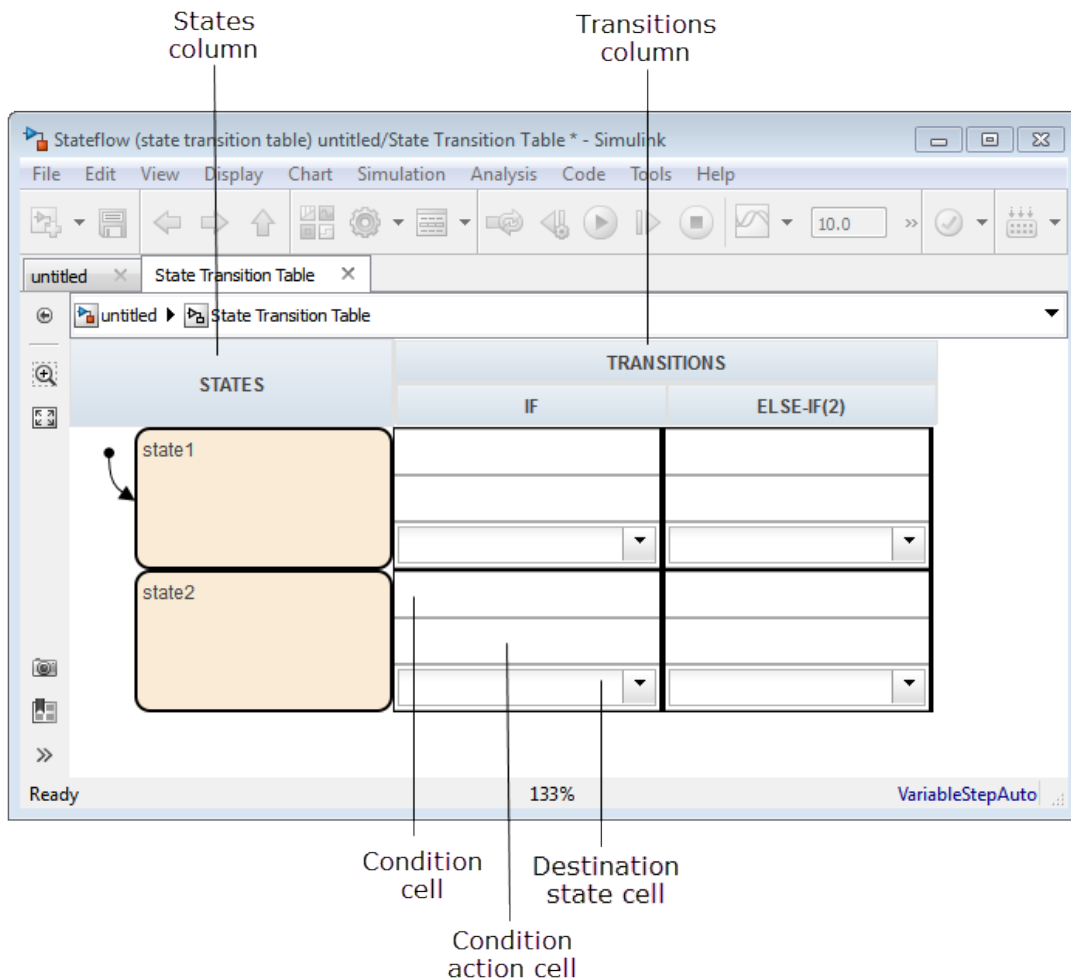 States
column
Transitions
column
Stateflow (state transition table) untitled/State Transition Table * - Simulink
File Edit View Display Chart Simulation Analysis Code Tools Help
10.0 »
untitled State Transition Table
untitled State Transition Table
STATES
TRANSITIONS
IF ELSE-IF(2)
state1
state2
»
Ready 133% VariableStepAuto
Condition
cell
Destination
state cell
Condition
action cell